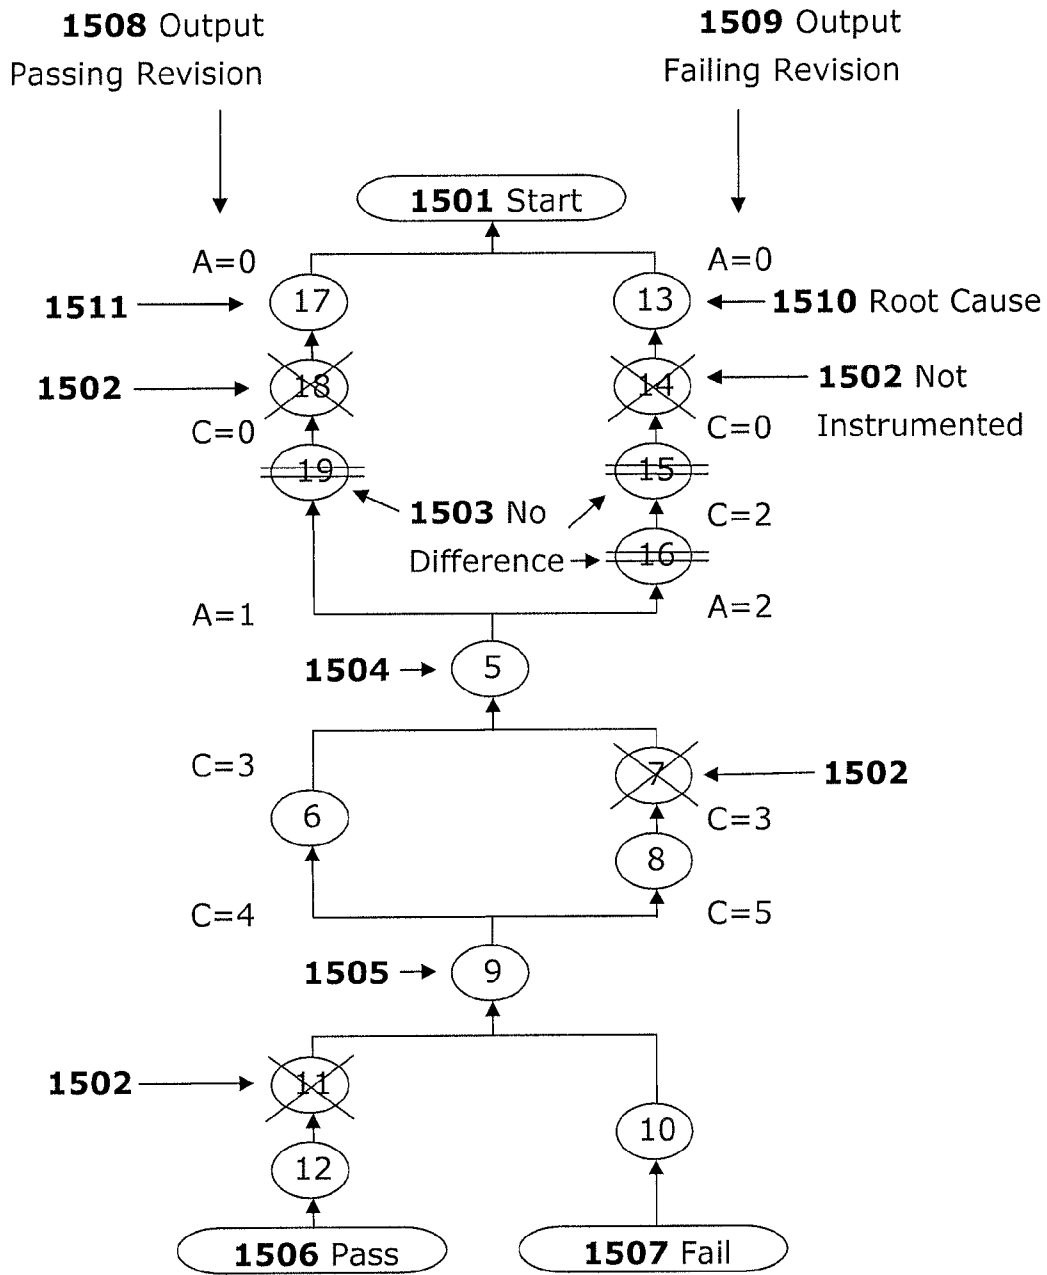 1508 Output
Passing Revision
1509 Output
Failing Revision
1501 Start
A=0
A=0
1511
17
13
1510 Root Cause
1502
18
14
1502 Not
Instrumented
C=0
C=0
19
15
1503 No
Difference
C=2
16
A=1
A=2
1504
5
C=3
7
1502
6
C=3
8
C=4
C=5
1505
9
1502
11
10
12
1506 Pass
1507 Fail